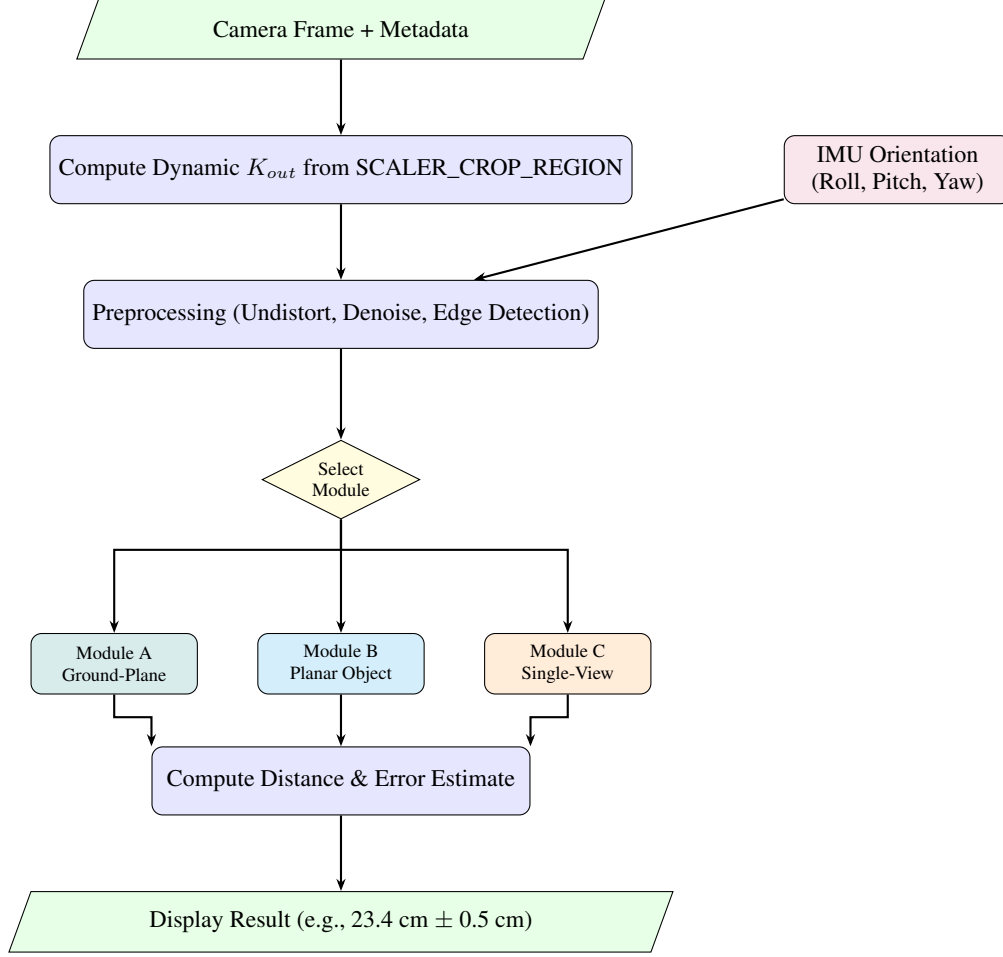 Camera Frame + Metadata
Compute Dynamic K_out from SCALER_CROP_REGION
IMU Orientation
(Roll, Pitch, Yaw)
Preprocessing (Undistort, Denoise, Edge Detection)
Select
Module
Module A
Ground-Plane
Module B
Planar Object
Module C
Single-View
Compute Distance & Error Estimate
Display Result (e.g., 23.4 cm ± 0.5 cm)